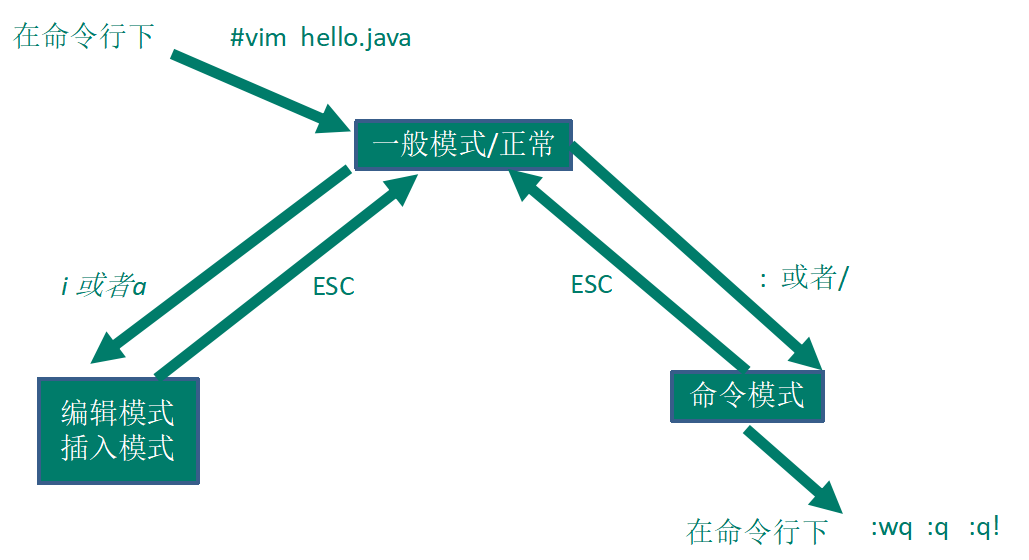 在命令行下 #vim hello.java
一般模式/正常
i 或者a
ESC
ESC
: 或者/
编辑模式
插入模式
命令模式
在命令行下 :wq :q :q!